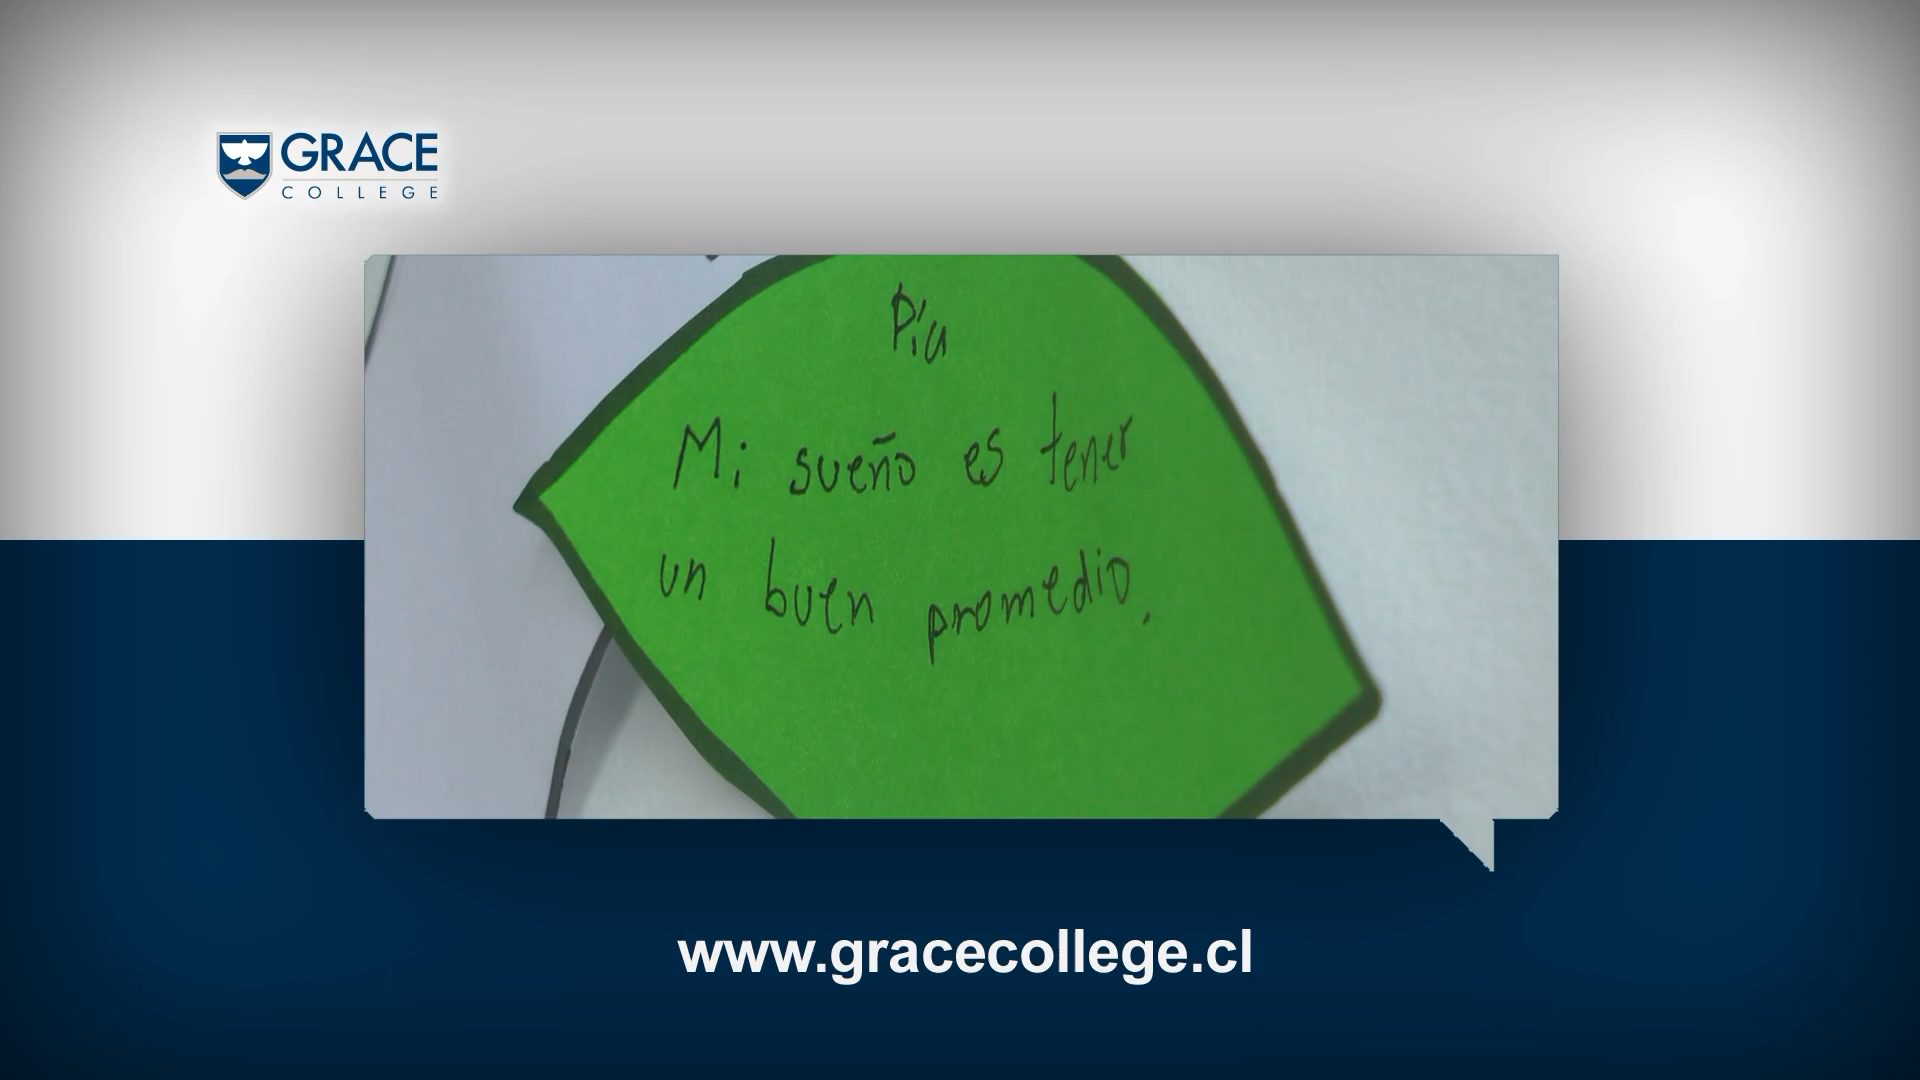 GRACE
COLLEGE
Pía
Mi sueño es tener
un buen promedio.
www.gracecollege.cl